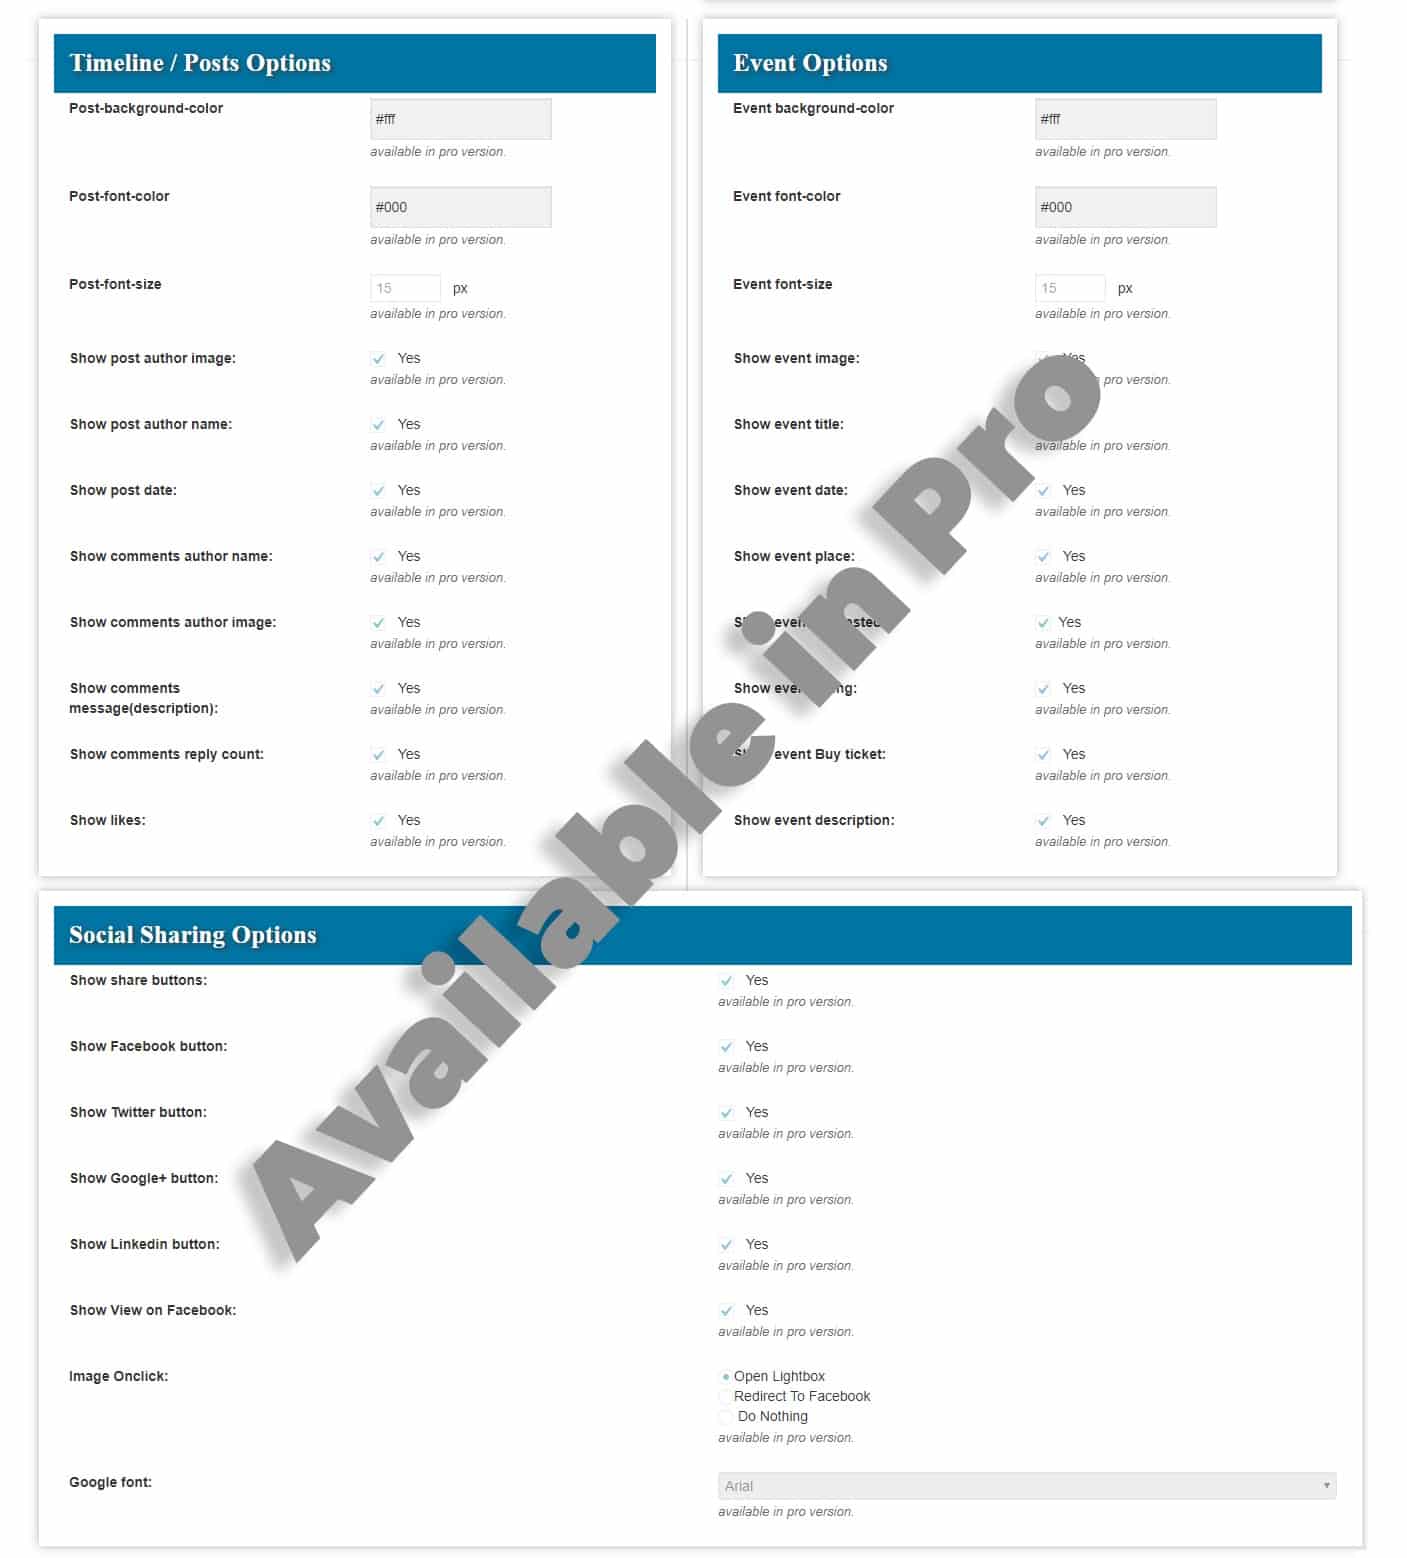 Timeline / Posts Options
Post-background-color
#fff
available in pro version.
Post-font-color
#000
available in pro version.
Post-font-size
15 px
available in pro version.
Show post author image:
Yes
available in pro version.
Show post author name:
Yes
available in pro version.
Show post date:
Yes
available in pro version.
Show comments author name:
Yes
available in pro version.
Show comments author image:
Yes
available in pro version.
Show comments
message(description):
Yes
available in pro version.
Show comments reply count:
Yes
available in pro version.
Show likes:
Yes
available in pro version.
Event Options
Event background-color
#fff
available in pro version.
Event font-color
#000
available in pro version.
Event font-size
15 px
available in pro version.
Show event image:
Yes
pro version.
Show event title:
available in pro version.
Show event date:
Yes
available in pro version.
Show event place:
Yes
available in pro version.
Yes
available in pro version.
Show
Yes
available in pro version.
event Buy ticket:
Yes
available in pro version.
Show event description:
Yes
available in pro version.
Available in Pro
Social Sharing Options
Show share buttons:
Yes
available in pro version.
Show Facebook button:
Yes
available in pro version.
Show Twitter button:
Yes
available in pro version.
Show Google+ button:
Yes
available in pro version.
Show Linkedin button:
Yes
available in pro version.
Show View on Facebook:
Yes
available in pro version.
Image Onclick:
Open Lightbox
Redirect To Facebook
Do Nothing
available in pro version.
Google font:
Arial
available in pro version.